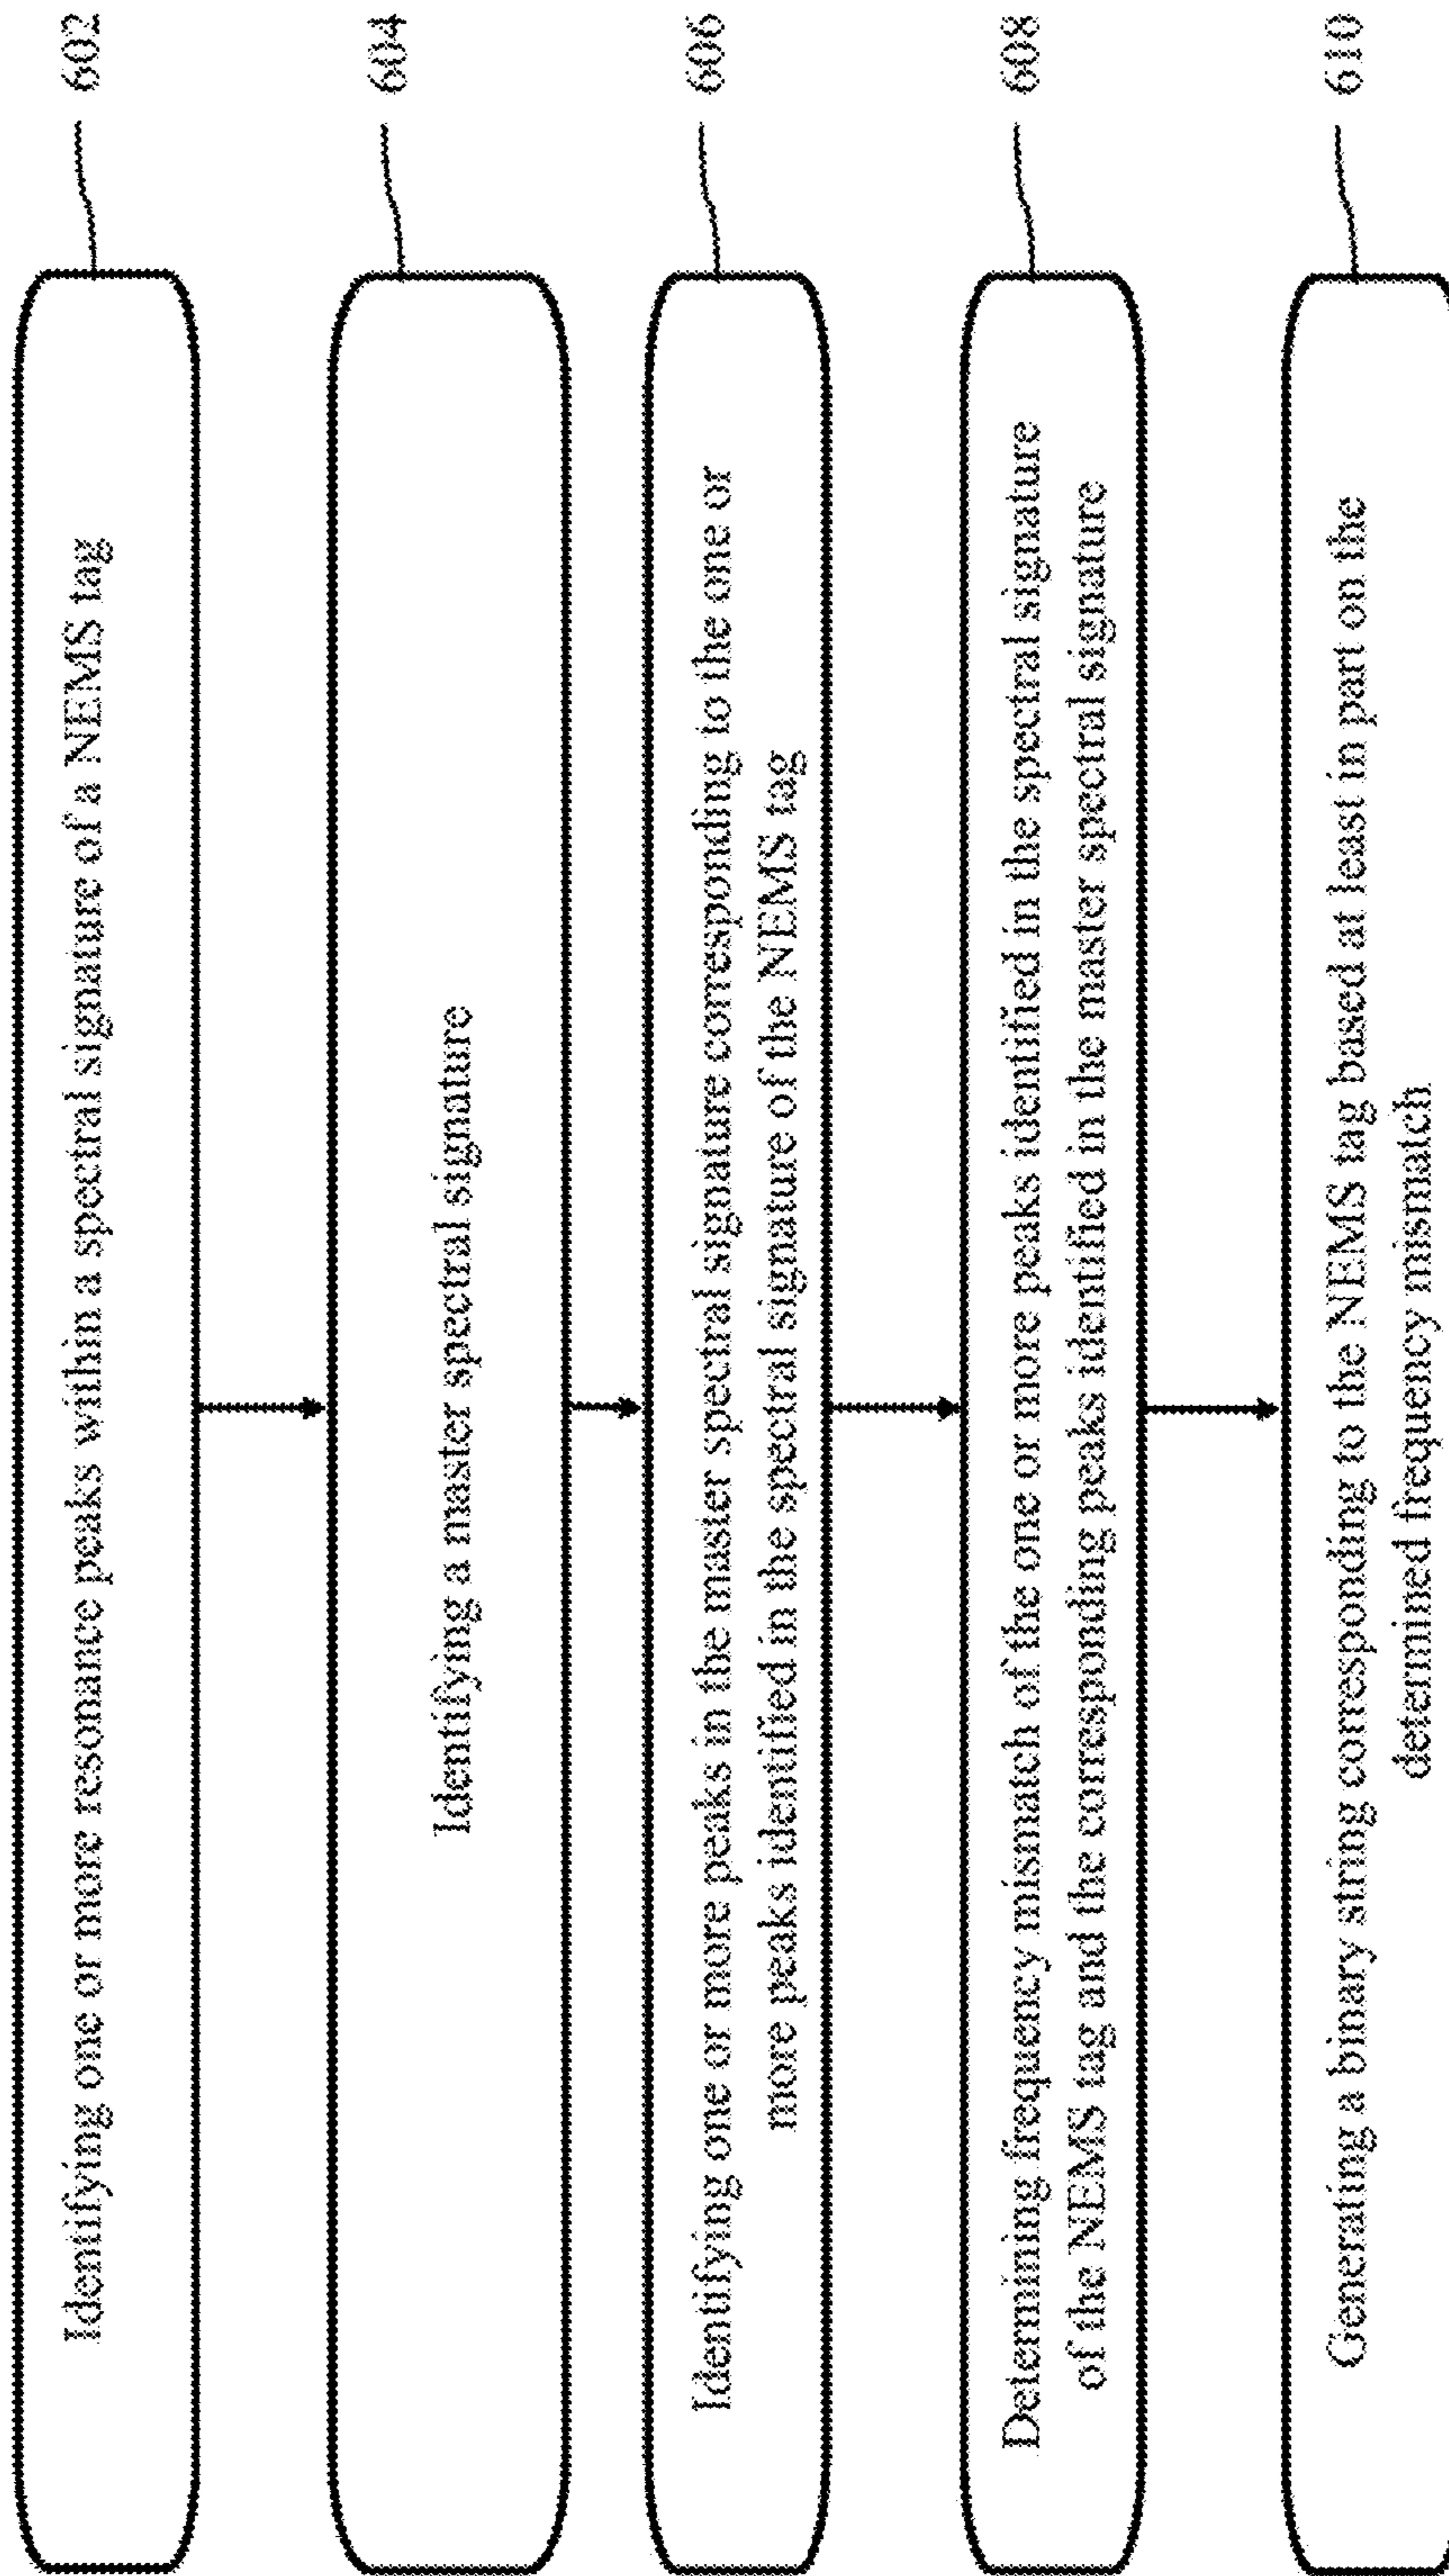 Identifying one or more resonance peaks within a spectral signature of a NEMS tag
602
Identifying a master spectral signature
604
Identifying one or more peaks in the master spectral signature corresponding to the one or
more peaks identified in the spectral signature of the NEMS tag
606
Determining frequency mismatch of the one or more peaks identified in the spectral signature
of the NEMS tag and the corresponding peaks identified in the master spectral signature
608
Generating a binary string corresponding to the NEMS tag based at least in part on the
determined frequency mismatch
610